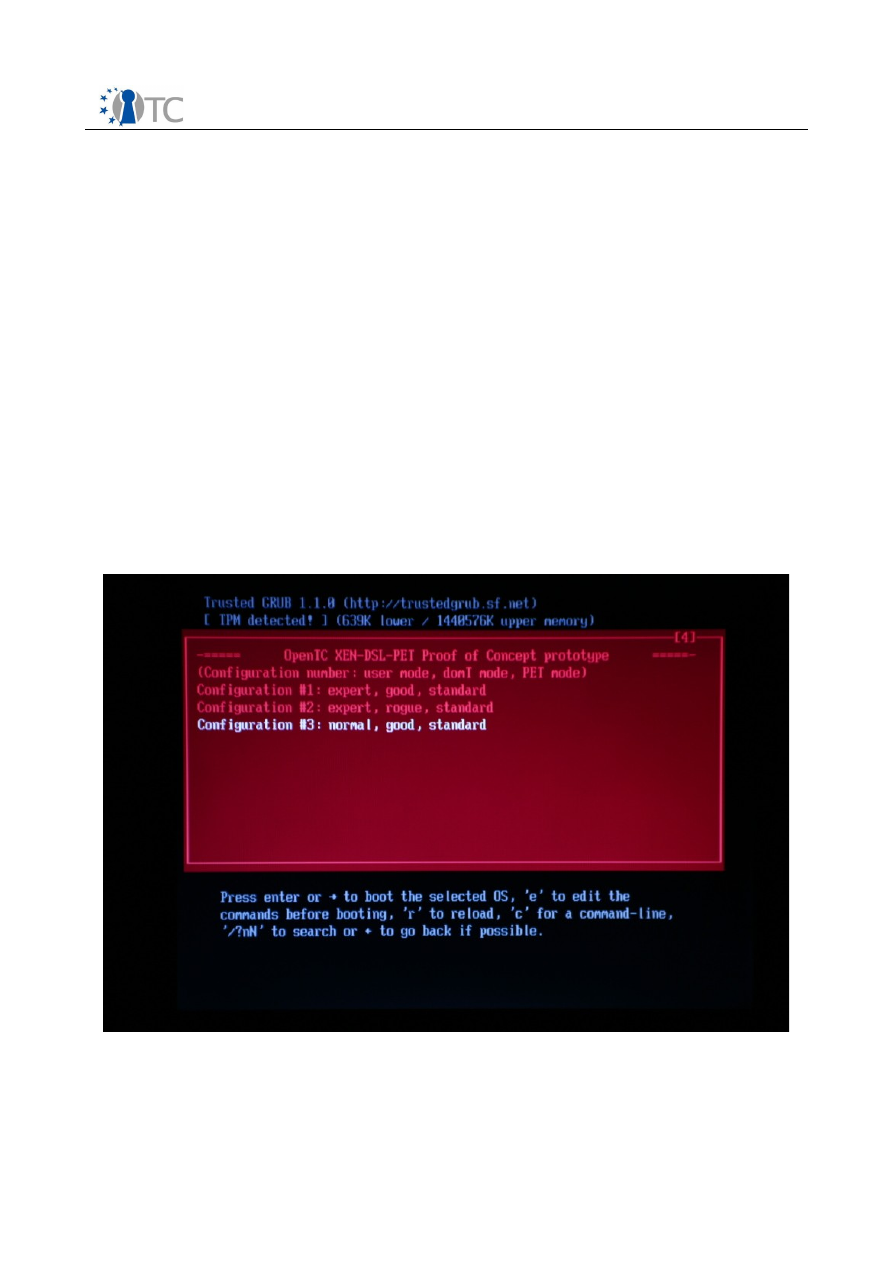 TC
Trusted GRUB 1.1.0 (http://trustedgrub.sf.net)
[ TPM detected! ] (639K lower / 1440576K upper memory)
[4]
-===== OpenTC XEN-DSL-PET Proof of Concept prototype =====-
(Configuration number: user mode, domT mode, PET mode)
Configuration #1: expert, good, standard
Configuration #2: expert, rogue, standard
Configuration #3: normal, good, standard
Press enter or → to boot the selected OS, 'e' to edit the
commands before booting, 'r' to reload, 'c' for a command-line,
'/?nN' to search or ← to go back if possible.